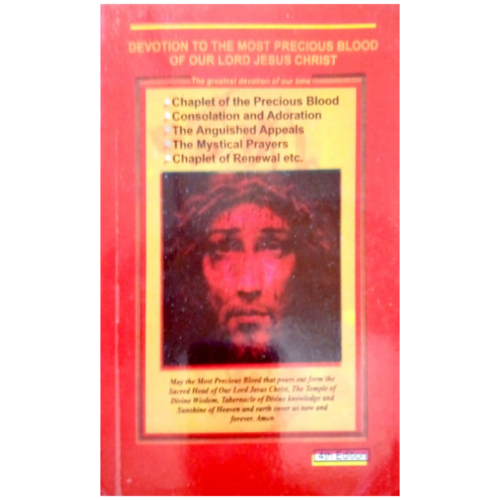 DEVOTION TO THE MOST PRECIOUS BLOOD
OF OUR LORD JESUS CHRIST
The greatest devotion of our time
Chaplet of the Precious Blood
Consolation and Adoration
The Anguished Appeals
The Mystical Prayers
Chaplet of Renewal etc.
May the Most Precious Blood that pours out form the
Sacred Head of Our Lord Jesus Christ, The Temple of
Divine Wisdom, Tabernacle of Divine knowledge and
Sunshine of Heaven and earth cover us now and
forever. Amen.
4th Edition